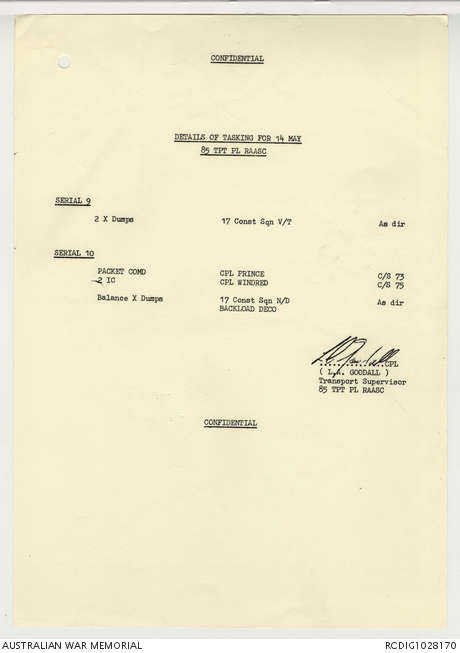 CONFIDENTIAL
DETAILS OF TASKING FOR 14 MAY
85 TPT PL RAASC
SERIAL 9
2 X Dumps 17 Const Sqn V/T As dir
SERIAL 10
PACKET COMD CPL PRINCE C/S 73
2 IC CPL WINDRED C/S 75
Balance X Dumps 17 Const Sqn N/D As dir
BACKLOAD DECO
CPL
( L.A. GOODALL )
Transport Supervisor
85 TPT PL RAASC
CONFIDENTIAL
AUSTRALIAN WAR MEMORIAL RCDIG1028170